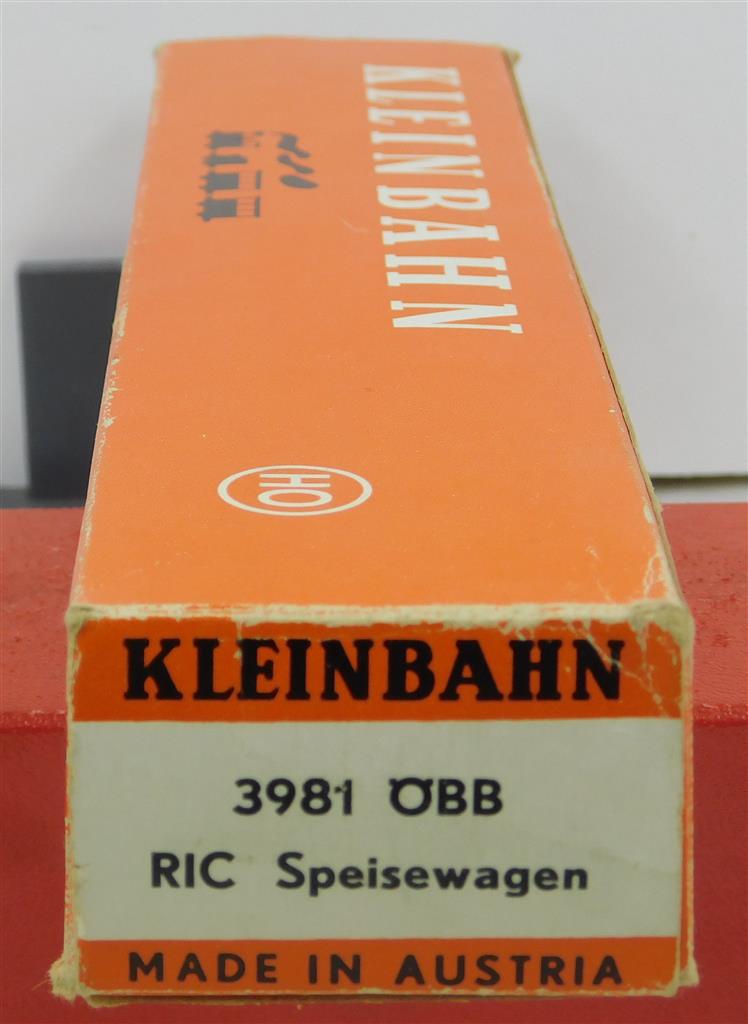 KLEINBAHN
HO
KLEINBAHN
3981 ÖBB
RIC Speisewagen
MADE IN AUSTRIA